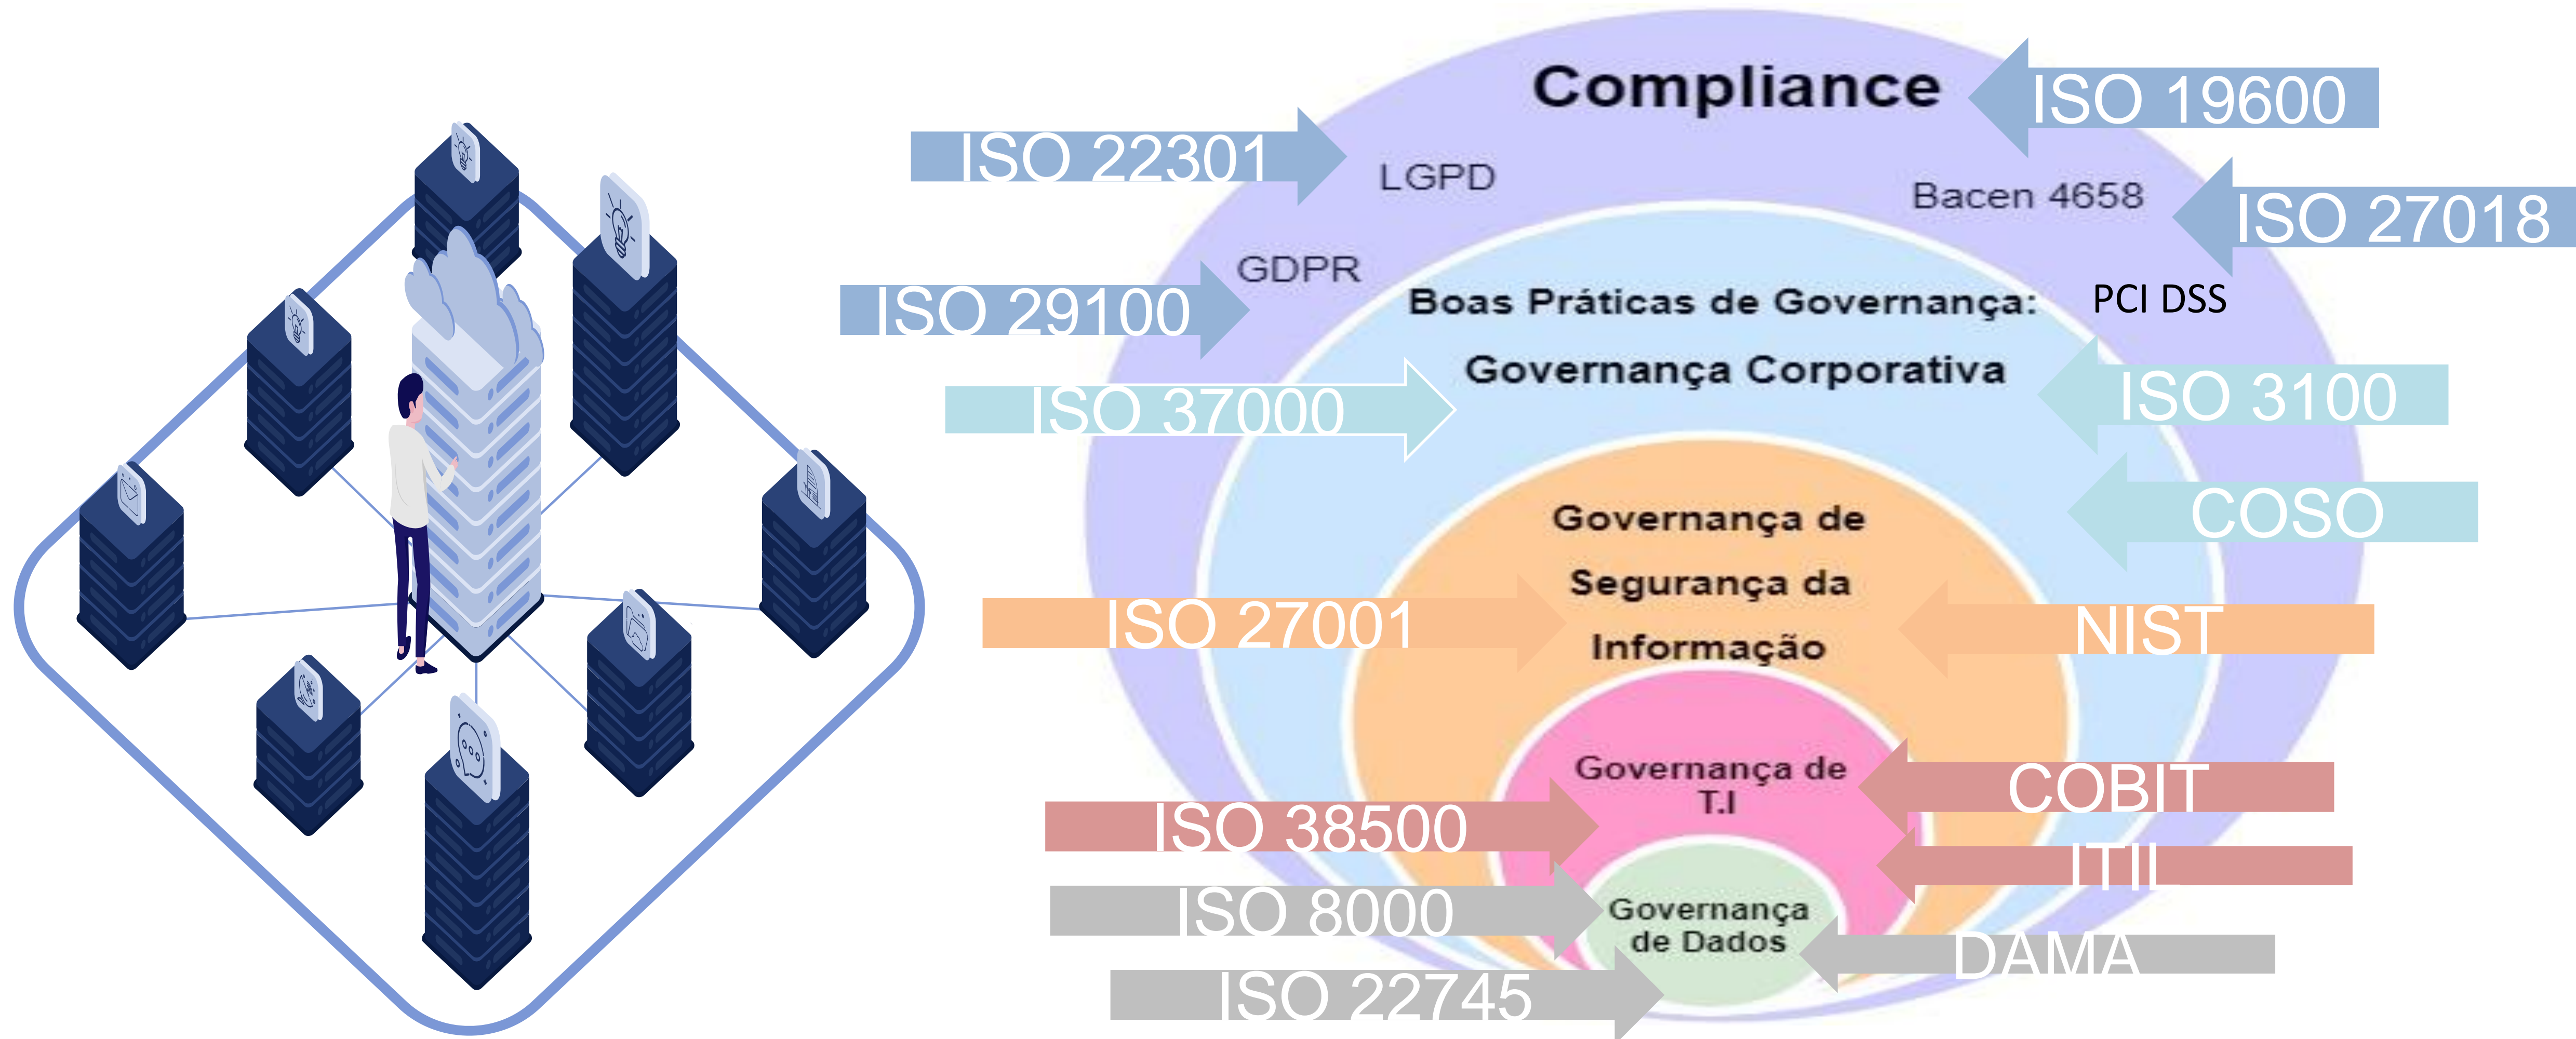 Compliance
ISO 19600
ISO 22301
LGPD
Bacen 4658
ISO 27018
GDPR
ISO 29100
Boas Práticas de Governança:
PCI DSS
Governança Corporativa
ISO 37000
ISO 3100
COSO
Governança de
Segurança da
Informação
ISO 27001
NIST
Governança de
T.I
COBIT
ISO 38500
ITIL
ISO 8000
Governança
de Dados
DAMA
ISO 22745